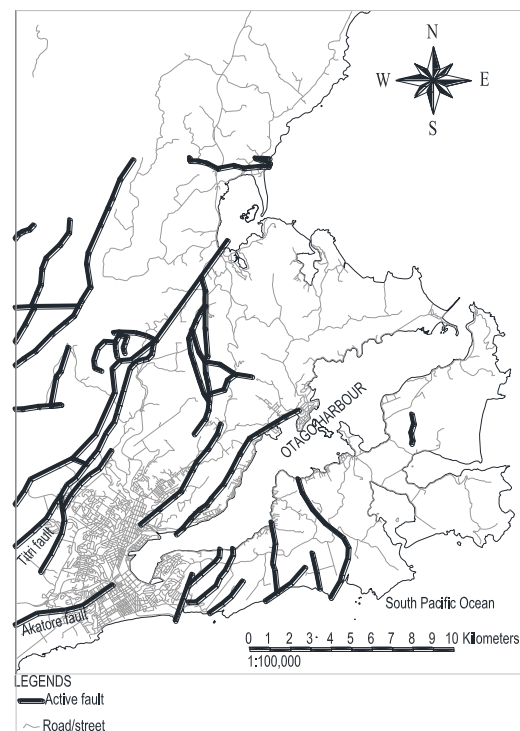 N
W E
S
OTAGO HARBOUR
Titri fault
Akatore fault
South Pacific Ocean
0 1 2 3 4 5 6 7 8 9 10 Kilometers
1:100,000
LEGENDS
Active fault
Road/street